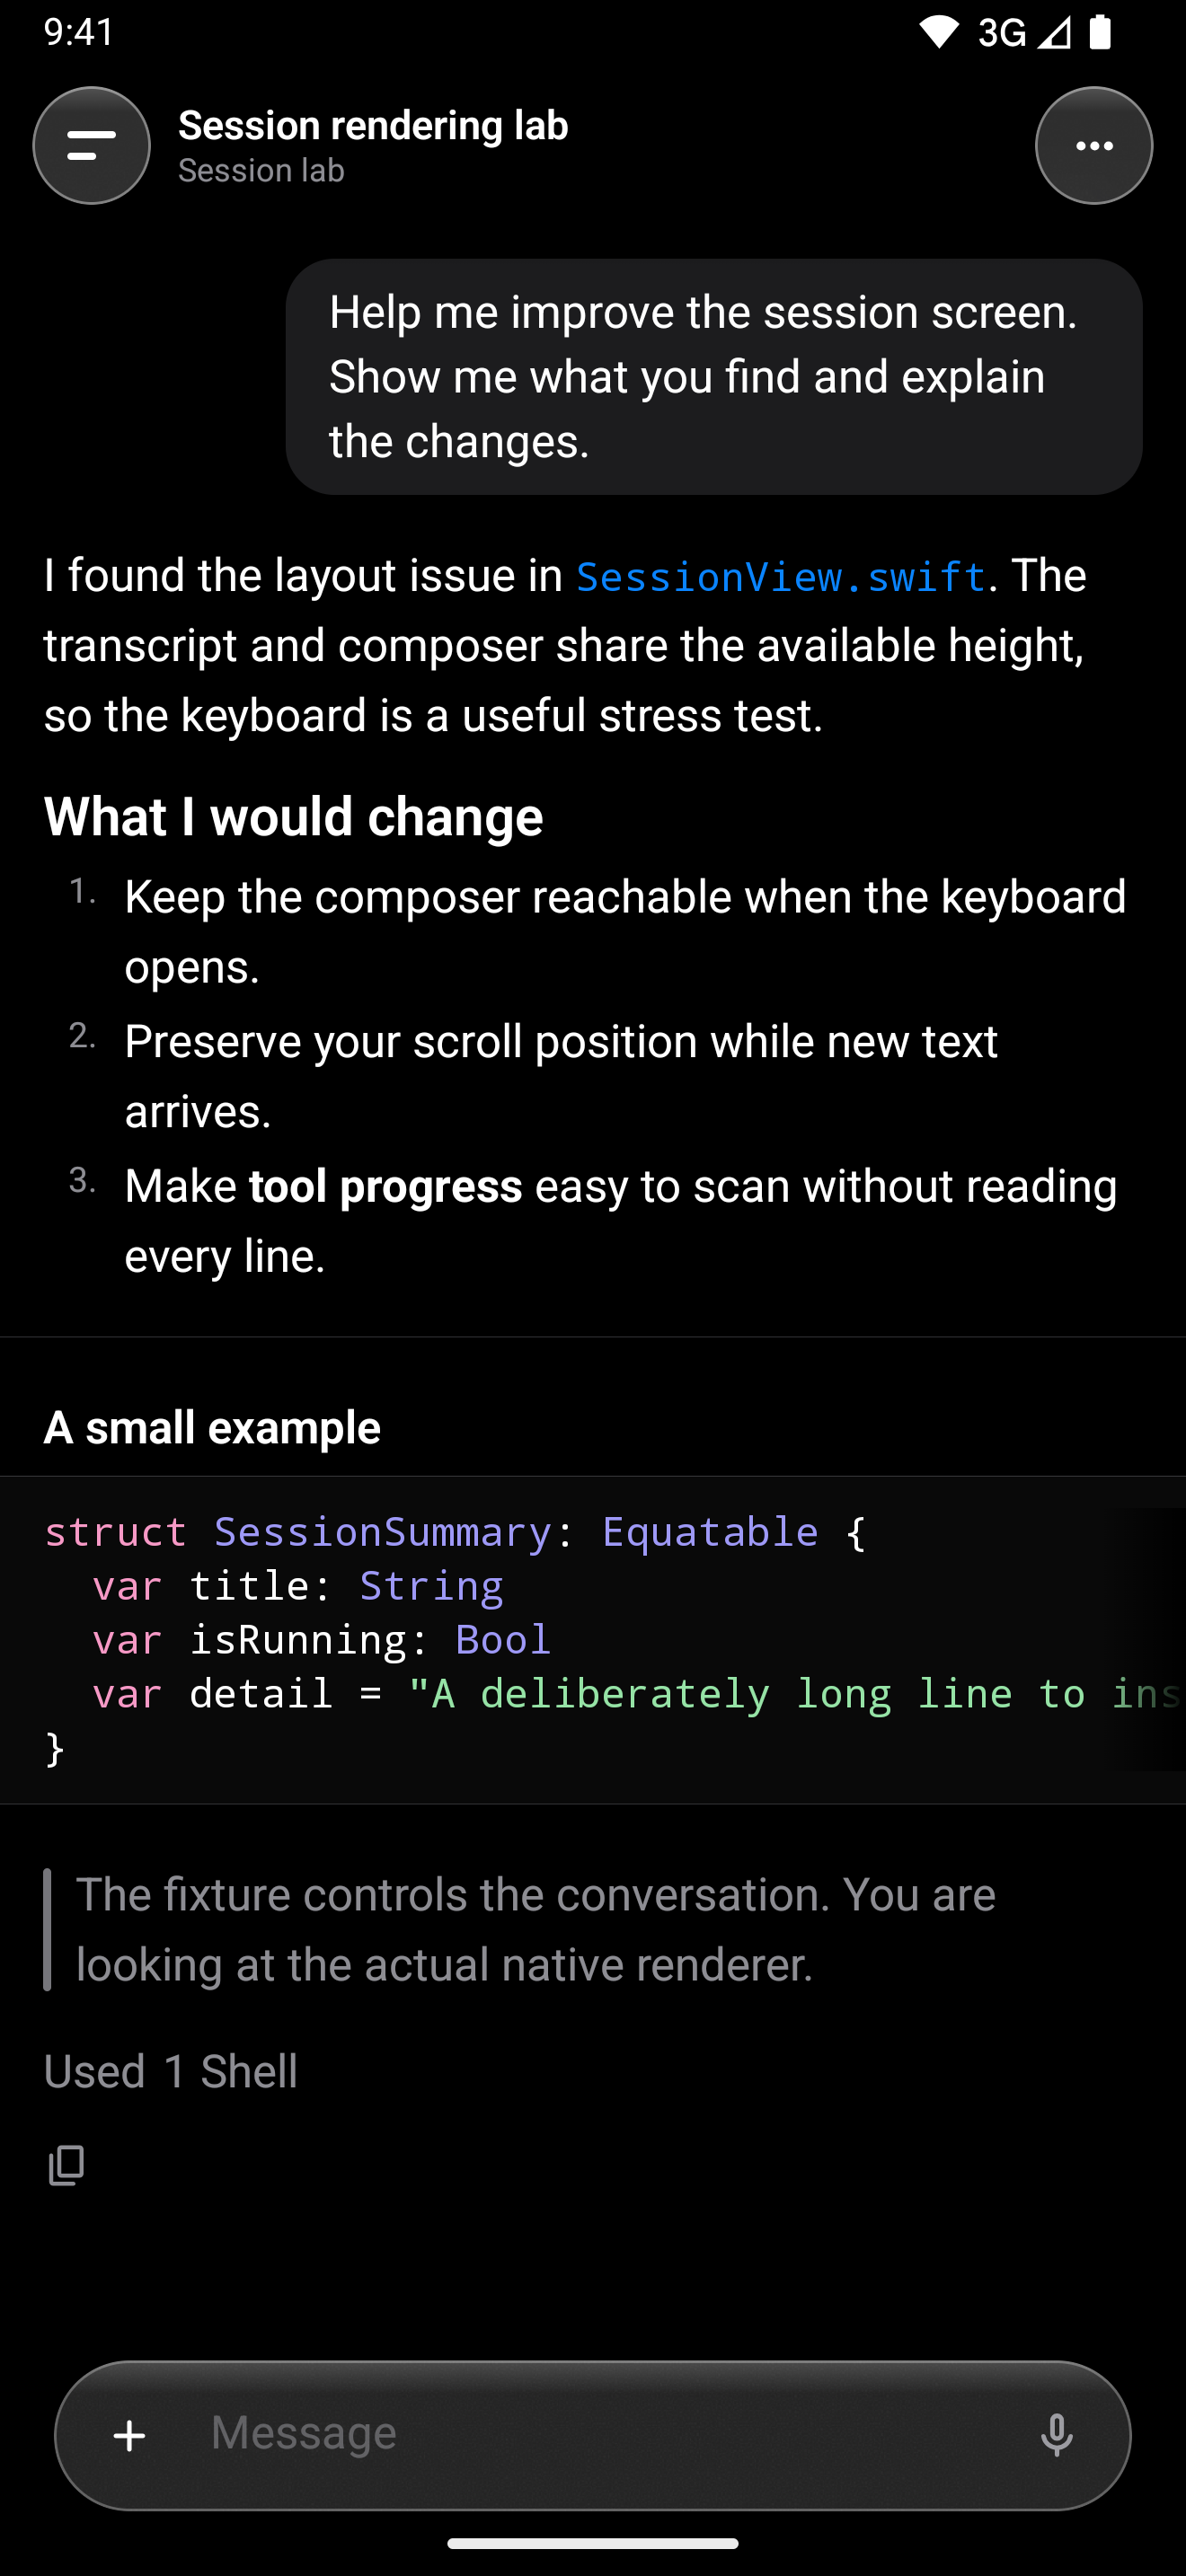 9:41
3G
Session rendering lab
Session lab
Help me improve the session screen.
Show me what you find and explain
the changes.
I found the layout issue in SessionView.swift. The
transcript and composer share the available height,
so the keyboard is a useful stress test.
What I would change
1. Keep the composer reachable when the keyboard
opens.
2. Preserve your scroll position while new text
arrives.
3. Make tool progress easy to scan without reading
every line.
A small example
struct SessionSummary: Equatable {
  var title: String
  var isRunning: Bool
  var detail = "A deliberately long line to ins
}
The fixture controls the conversation. You are
looking at the actual native renderer.
Used 1 Shell
Message